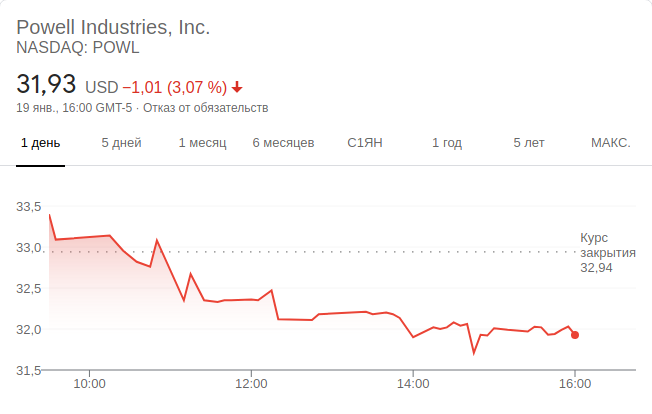 Powell Industries, Inc.
NASDAQ: POWL
31,93 USD −1,01 (3,07 %)
19 янв., 16:00 GMT-5 · Отказ от обязательств
1 день 5 дней 1 месяц 6 месяцев С1ЯН 1 год 5 лет МАКС.
33,5
33,0
32,5
32,0
31,5
Курс
закрытия
32,94
10:00 12:00 14:00 16:00